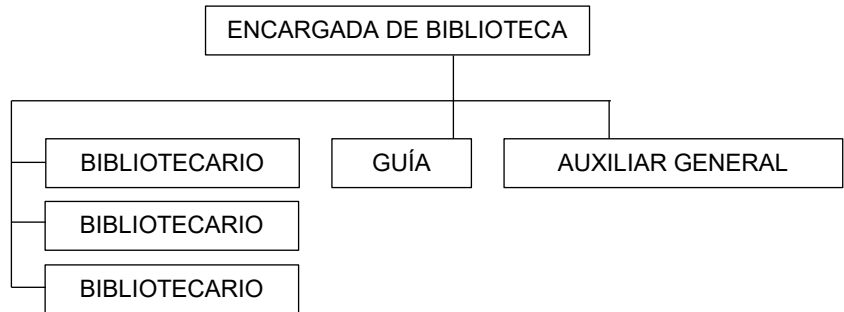 ENCARGADA DE BIBLIOTECA
BIBLIOTECARIO
GUÍA
AUXILIAR GENERAL
BIBLIOTECARIO
BIBLIOTECARIO